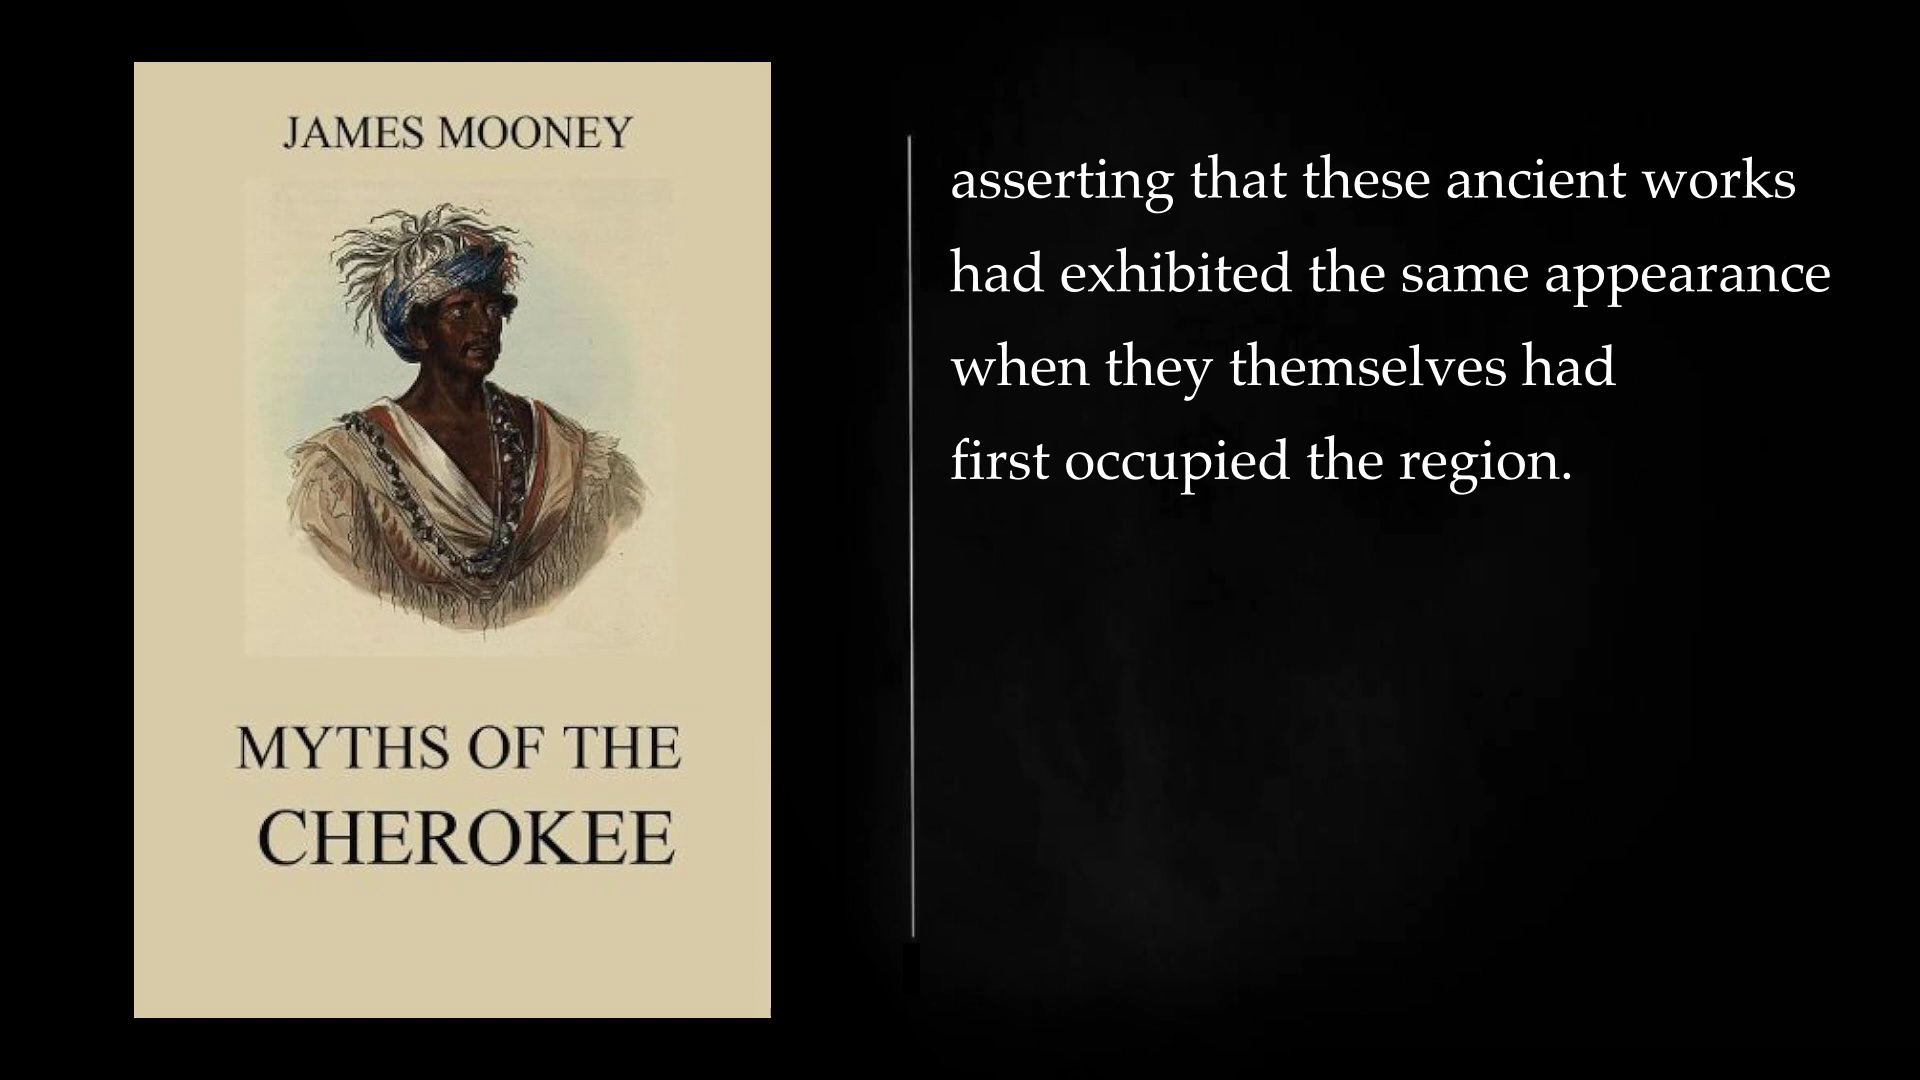 JAMES MOONEY
MYTHS OF THE
CHEROKEE
asserting that these ancient works
had exhibited the same appearance
when they themselves had
first occupied the region.